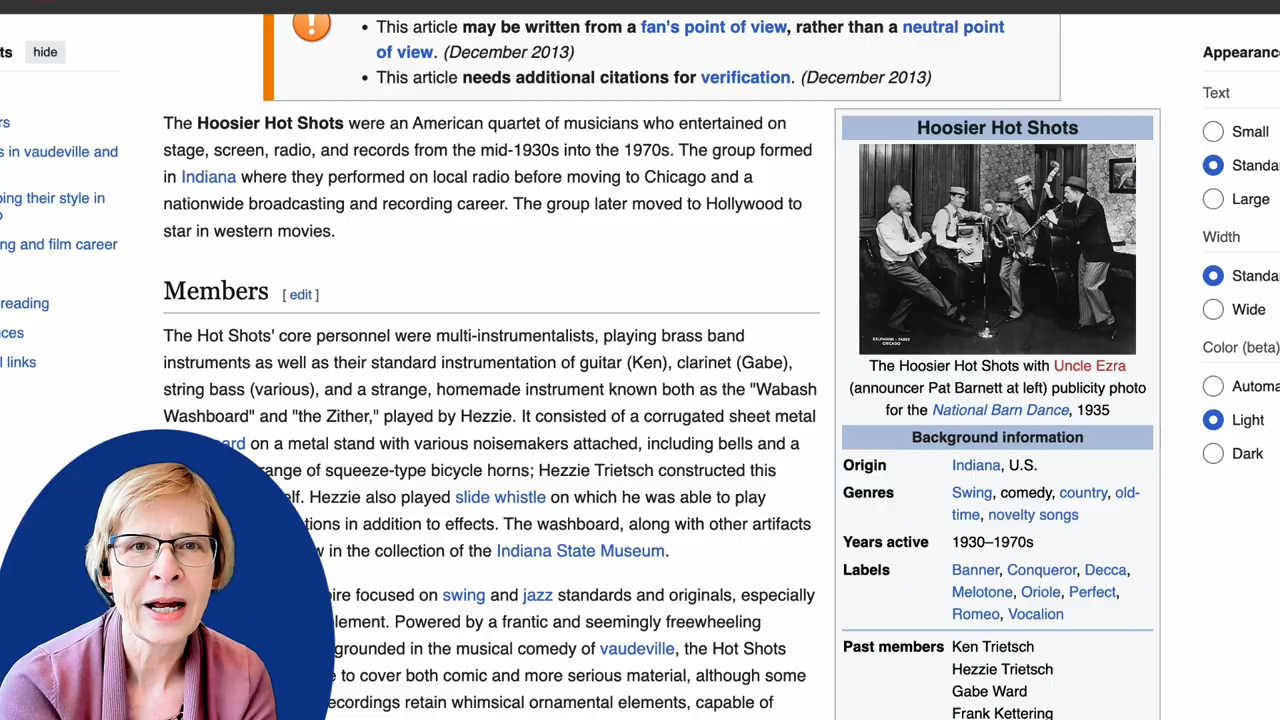 ts hide
rs
s in vaudeville and
ping their style in
o
ng and film career
reading
ces
l links
• This article may be written from a fan's point of view, rather than a neutral point
of view. (December 2013)
• This article needs additional citations for verification. (December 2013)
The Hoosier Hot Shots were an American quartet of musicians who entertained on
stage, screen, radio, and records from the mid-1930s into the 1970s. The group formed
in Indiana where they performed on local radio before moving to Chicago and a
nationwide broadcasting and recording career. The group later moved to Hollywood to
star in western movies.
Members [ edit ]
The Hot Shots' core personnel were multi-instrumentalists, playing brass band
instruments as well as their standard instrumentation of guitar (Ken), clarinet (Gabe),
string bass (various), and a strange, homemade instrument known both as the "Wabash
Washboard" and "the Zither," played by Hezzie. It consisted of a corrugated sheet metal
ard on a metal stand with various noisemakers attached, including bells and a
range of squeeze-type bicycle horns; Hezzie Trietsch constructed this
elf. Hezzie also played slide whistle on which he was able to play
tions in addition to effects. The washboard, along with other artifacts
w in the collection of the Indiana State Museum.
ire focused on swing and jazz standards and originals, especially
lement. Powered by a frantic and seemingly freewheeling
grounded in the musical comedy of vaudeville, the Hot Shots
e to cover both comic and more serious material, although some
ecordings retain whimsical ornamental elements, capable of
Hoosier Hot Shots
KAUFMANN - FABRY
CHICAGO
The Hoosier Hot Shots with Uncle Ezra
(announcer Pat Barnett at left) publicity photo
for the National Barn Dance, 1935
Background information
Origin Indiana, U.S.
Genres Swing, comedy, country, old-
time, novelty songs
Years active 1930–1970s
Labels Banner, Conqueror, Decca,
Melotone, Oriole, Perfect,
Romeo, Vocalion
Past members Ken Trietsch
Hezzie Trietsch
Gabe Ward
Frank Kettering
Appearance
Text
Small
Standa
Large
Width
Standa
Wide
Color (beta)
Automa
Light
Dark